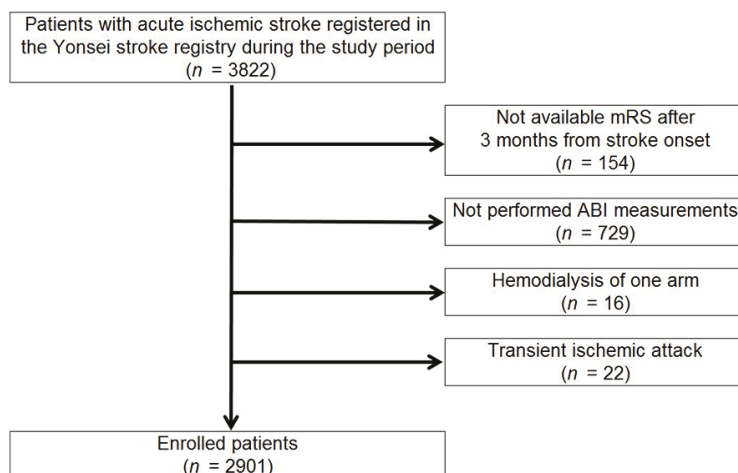 Patients with acute ischemic stroke registered in
the Yonsei stroke registry during the study period
(n = 3822)
Not available mRS after
3 months from stroke onset
(n = 154)
Not performed ABI measurements
(n = 729)
Hemodialysis of one arm
(n = 16)
Transient ischemic attack
(n = 22)
Enrolled patients
(n = 2901)